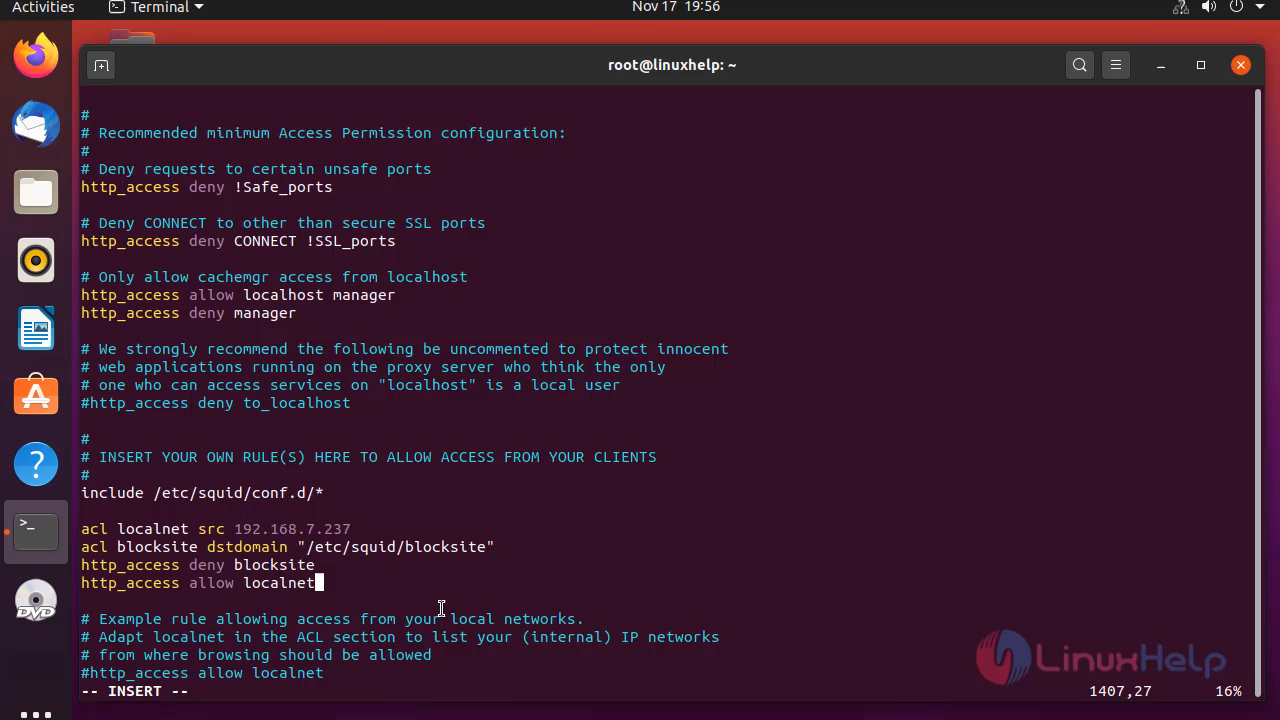 Activities
Terminal
Nov 17 19:56
root@linuxhelp: ~
#
# Recommended minimum Access Permission configuration:
#
# Deny requests to certain unsafe ports
http_access deny !Safe_ports
# Deny CONNECT to other than secure SSL ports
http_access deny CONNECT !SSL_ports
# Only allow cachemgr access from localhost
http_access allow localhost manager
http_access deny manager
# We strongly recommend the following be uncommented to protect innocent
# web applications running on the proxy server who think the only
# one who can access services on "localhost" is a local user
#http_access deny to_localhost
#
# INSERT YOUR OWN RULE(S) HERE TO ALLOW ACCESS FROM YOUR CLIENTS
#
include /etc/squid/conf.d/*
acl localnet src 192.168.7.237
acl blocksite dstdomain "/etc/squid/blocksite"
http_access deny blocksite
http_access allow localnet
# Example rule allowing access from your local networks.
# Adapt localnet in the ACL section to list your (internal) IP networks
# from where browsing should be allowed
#http_access allow localnet
-- INSERT --
1407,27
16%
LinuxHelp
>_
?
DVD